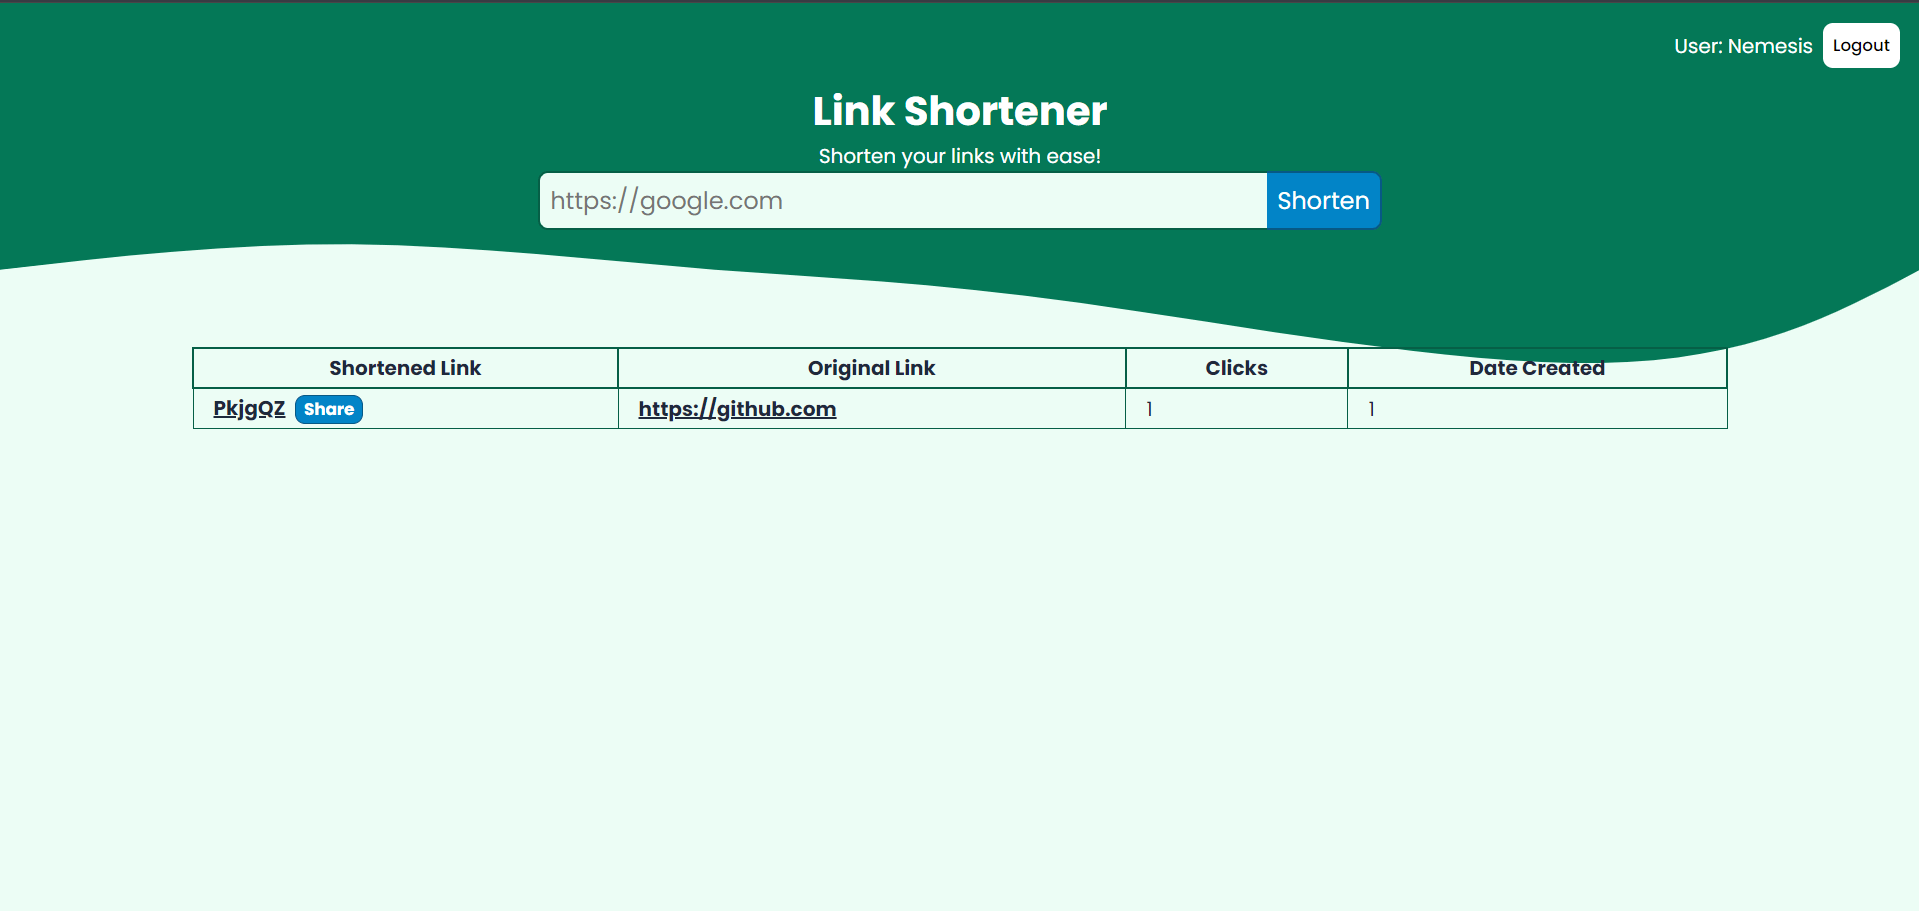 User: Nemesis Logout
Link Shortener
Shorten your links with ease!
https://google.com Shorten
Shortened Link Original Link Clicks Date Created
PkjgQZ Share https://github.com 1 1